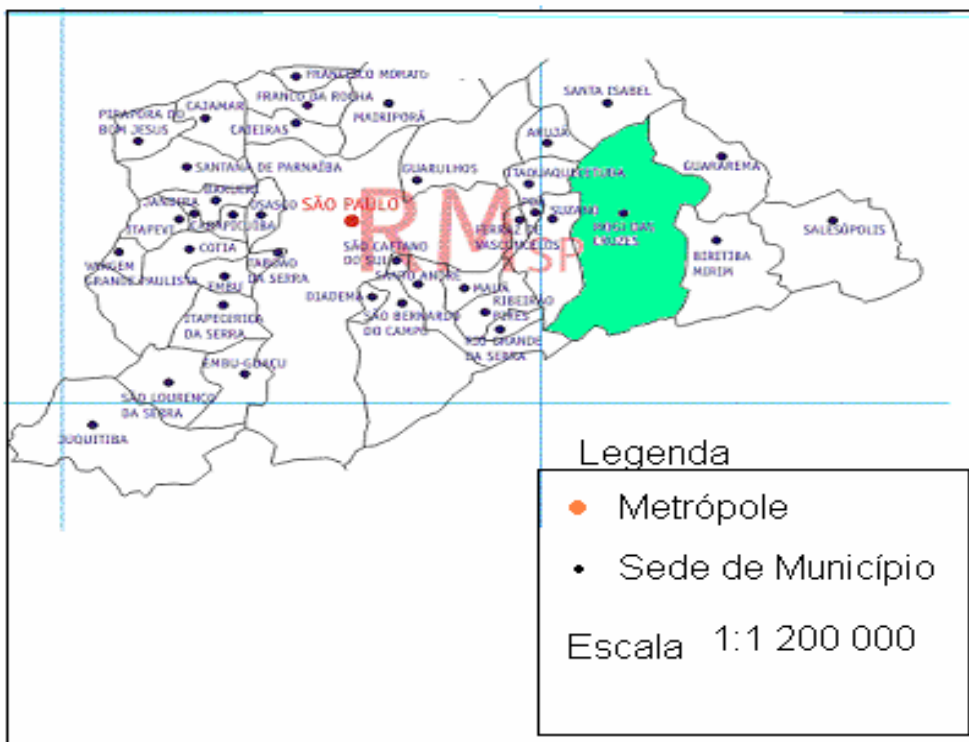 FRANCISCO MORATO
FRANCO DA ROCHA
SANTA ISABEL
CAJAMAR
PIRAPORA DO
BOM JESUS
MAIRIPORÃ
CAIEIRAS
ARUJA
GUARAREMA
SANTANA DE PARNAÍBA
GUARULHOS
ITAQUAQUECETUBA
BARUERI
JANDIRA
OSASCO
SÃO PAULO
RM
SP
SUZANO
ITAPEVI
CARAPICUÍBA
FERRAZ DE
VASCONCELOS
MOGI DAS
CRUZES
SALESÓPOLIS
COTIA
SÃO CAETANO
DO SUL
BIRITIBA
MIRIM
VARGEM
GRANDE PAULISTA
TABOÃO
DA SERRA
SANTO ANDRÉ
EMBU
DIADEMA
MAUÁ
RIBEIRÃO
PIRES
ITAPECERICA
DA SERRA
SÃO BERNARDO
DO CAMPO
RIO GRANDE
DA SERRA
EMBU-GUAÇU
SÃO LOURENÇO
DA SERRA
JUQUITIBA
Legenda
Metrópole
Sede de Município
Escala 1:1 200 000